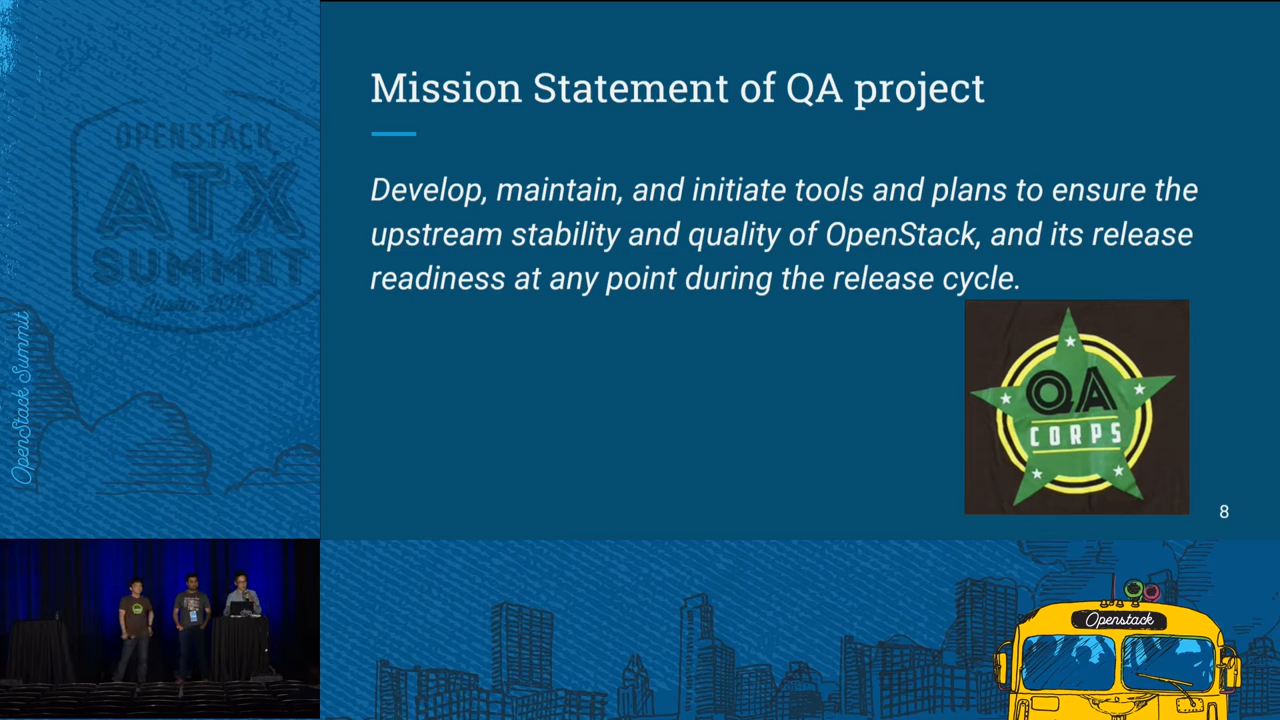 Mission Statement of QA project
Develop, maintain, and initiate tools and plans to ensure the
upstream stability and quality of OpenStack, and its release
readiness at any point during the release cycle.
QA
CORPS
8
OPENSTACK
ATX
SUMMIT
Austin 2016
OpenStack Summit
Openstack